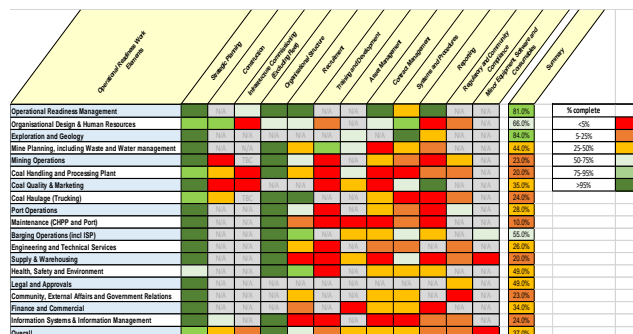 Operational Readiness Work Elements
Strategic Planning
Construction
Infrastructure Commissioning (Excluding Plant)
Organisational Structure
Recruitment
Training and Development
Asset Management
Contract Management
Systems and Procedures
Reporting
Regulatory and Community Compliance
Minor Equipment, Software and Consumables
Summary
Operational Readiness Management N/A N/A N/A N/A N/A 81.0%
Organisational Design & Human Resources N/A N/A 66.0%
Exploration and Geology N/A N/A N/A N/A N/A N/A N/A 84.0%
Mine Planning, including Waste and Water management N/A N/A N/A N/A 44.0%
Mining Operations TBC N/A N/A 23.0%
Coal Handling and Processing Plant N/A N/A 20.0%
Coal Quality & Marketing N/A N/A N/A N/A 35.0%
Coal Haulage (Trucking) TBC N/A N/A N/A 24.0%
Port Operations N/A N/A N/A N/A 28.0%
Maintenance (CHPP and Port) N/A N/A N/A N/A 10.0%
Barging Operations (incl ISP) N/A N/A N/A N/A 55.0%
Engineering and Technical Services N/A N/A N/A N/A 26.0%
Supply & Warehousing N/A N/A 20.0%
Health, Safety and Environment N/A N/A N/A N/A 49.0%
Legal and Approvals N/A N/A N/A N/A N/A N/A N/A 49.0%
Community, External Affairs and Government Relations N/A N/A N/A N/A N/A 23.0%
Finance and Commercial N/A N/A N/A N/A 34.0%
Information Systems & Information Management N/A N/A N/A N/A 24.0%
Overall 37.0%
% complete
<5%
5-25%
25-50%
50-75%
75-95%
>95%